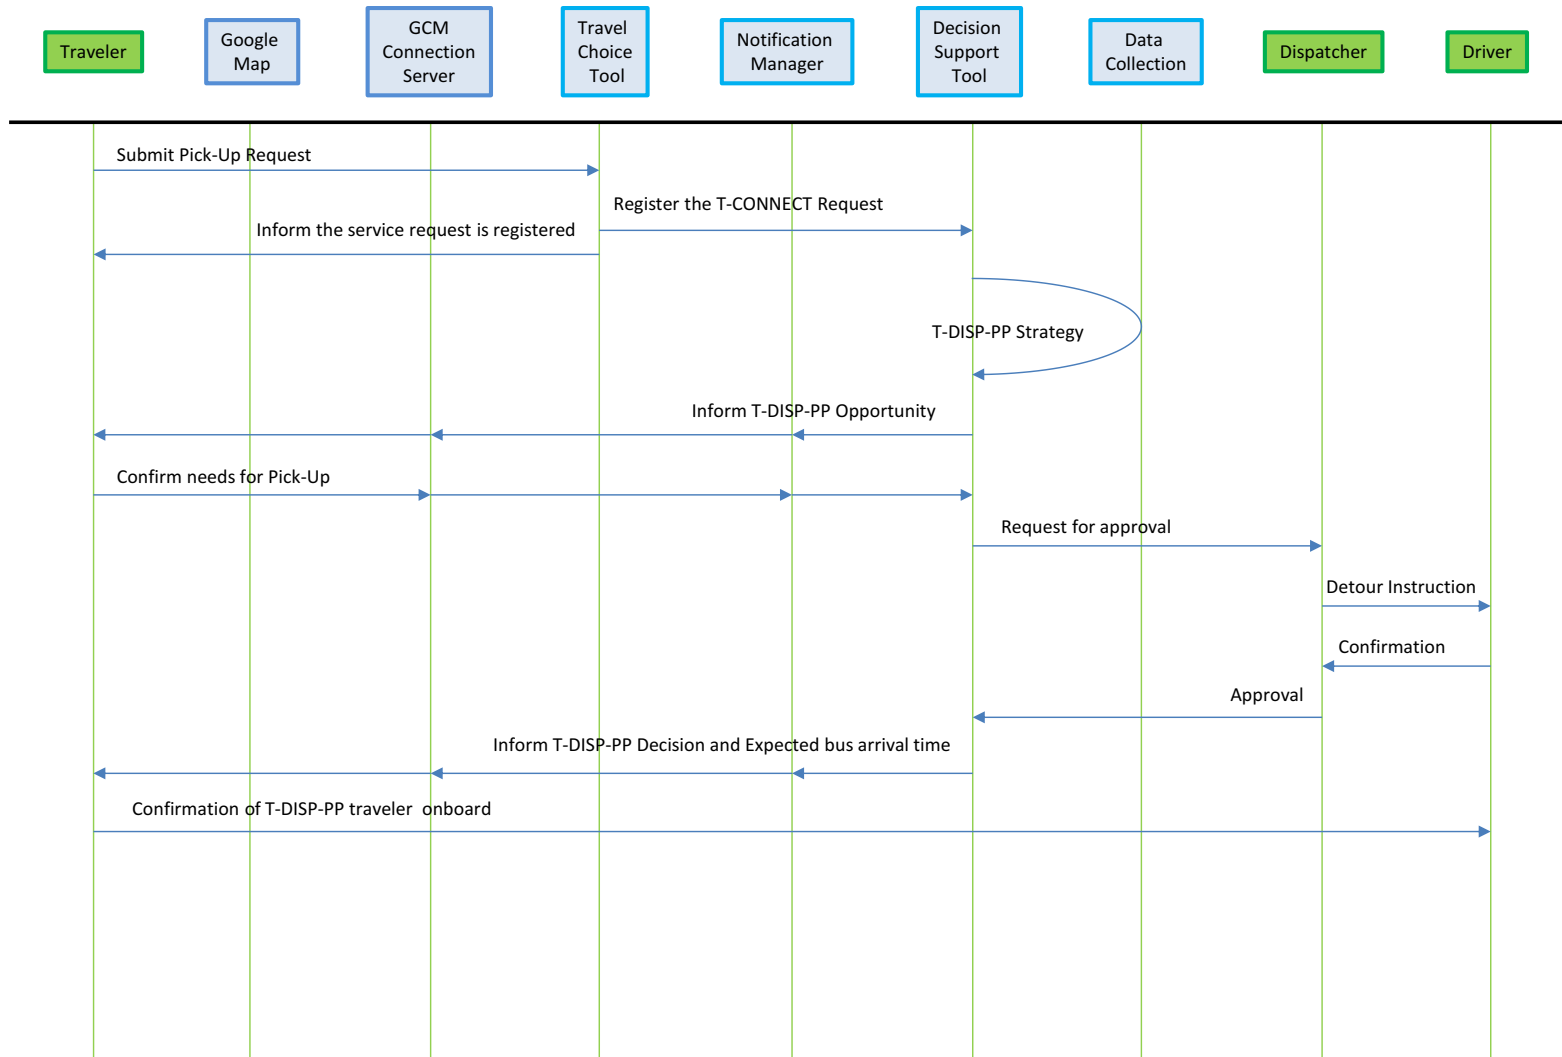 Traveler
Google
Map
GCM
Connection
Server
Travel
Choice
Tool
Notification
Manager
Decision
Support
Tool
Data
Collection
Dispatcher
Driver
Submit Pick-Up Request
Register the T-CONNECT Request
Inform the service request is registered
T-DISP-PP Strategy
Inform T-DISP-PP Opportunity
Confirm needs for Pick-Up
Request for approval
Detour Instruction
Confirmation
Approval
Inform T-DISP-PP Decision and Expected bus arrival time
Confirmation of T-DISP-PP traveler  onboard